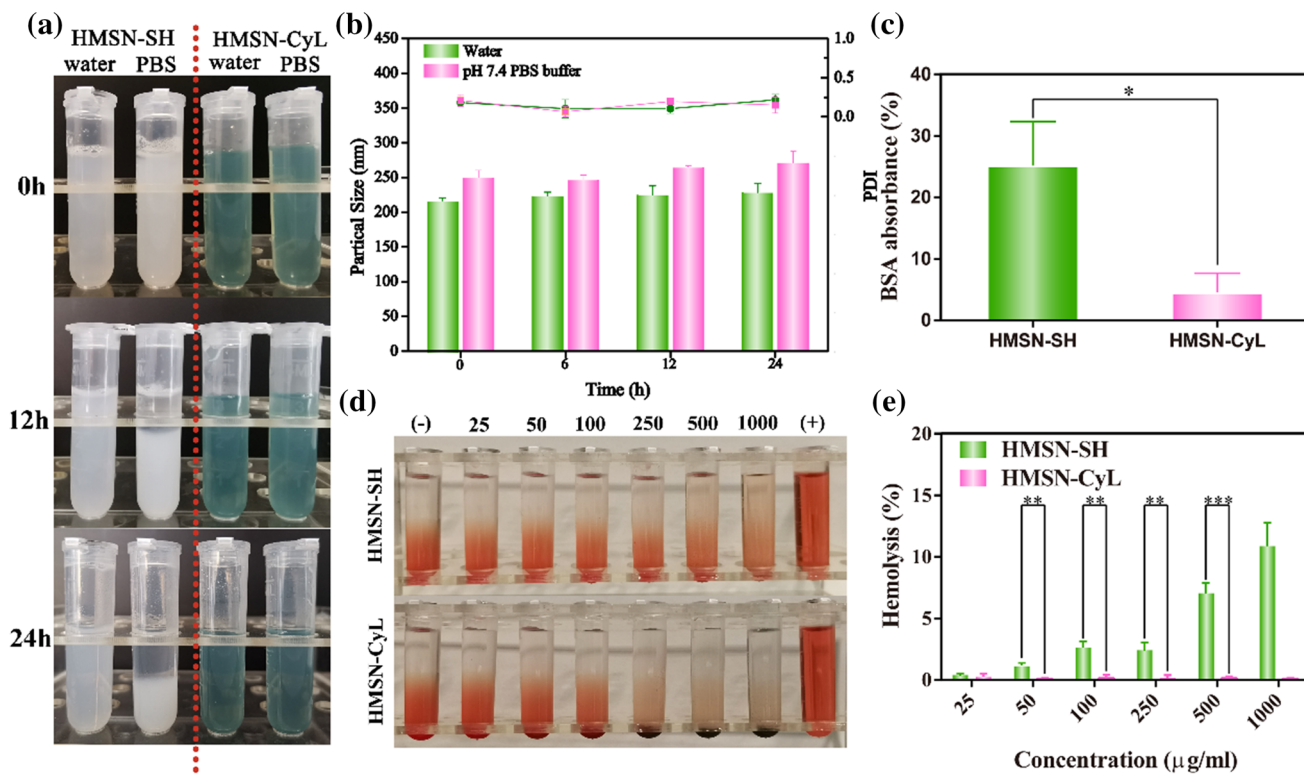 (a)
HMSN-SH HMSN-CyL
water PBS water PBS
0h
12h
24h
(b)
450
400
350
300
250
200
150
100
50
0
Partical Size (nm)
Water
pH 7.4 PBS buffer
1.0
0.5
0.0
PDI
0 6 12 24
Time (h)
(c)
40
30
20
10
0
BSA absorbance (%)
*
HMSN-SH HMSN-CyL
(d)
(-) 25 50 100 250 500 1000 (+)
HMSN-SH
HMSN-CyL
(e)
20
15
10
5
0
Hemolysis (%)
HMSN-SH
HMSN-CyL
** ** ** ***
25 50 100 250 500 1000
Concentration (μg/ml)